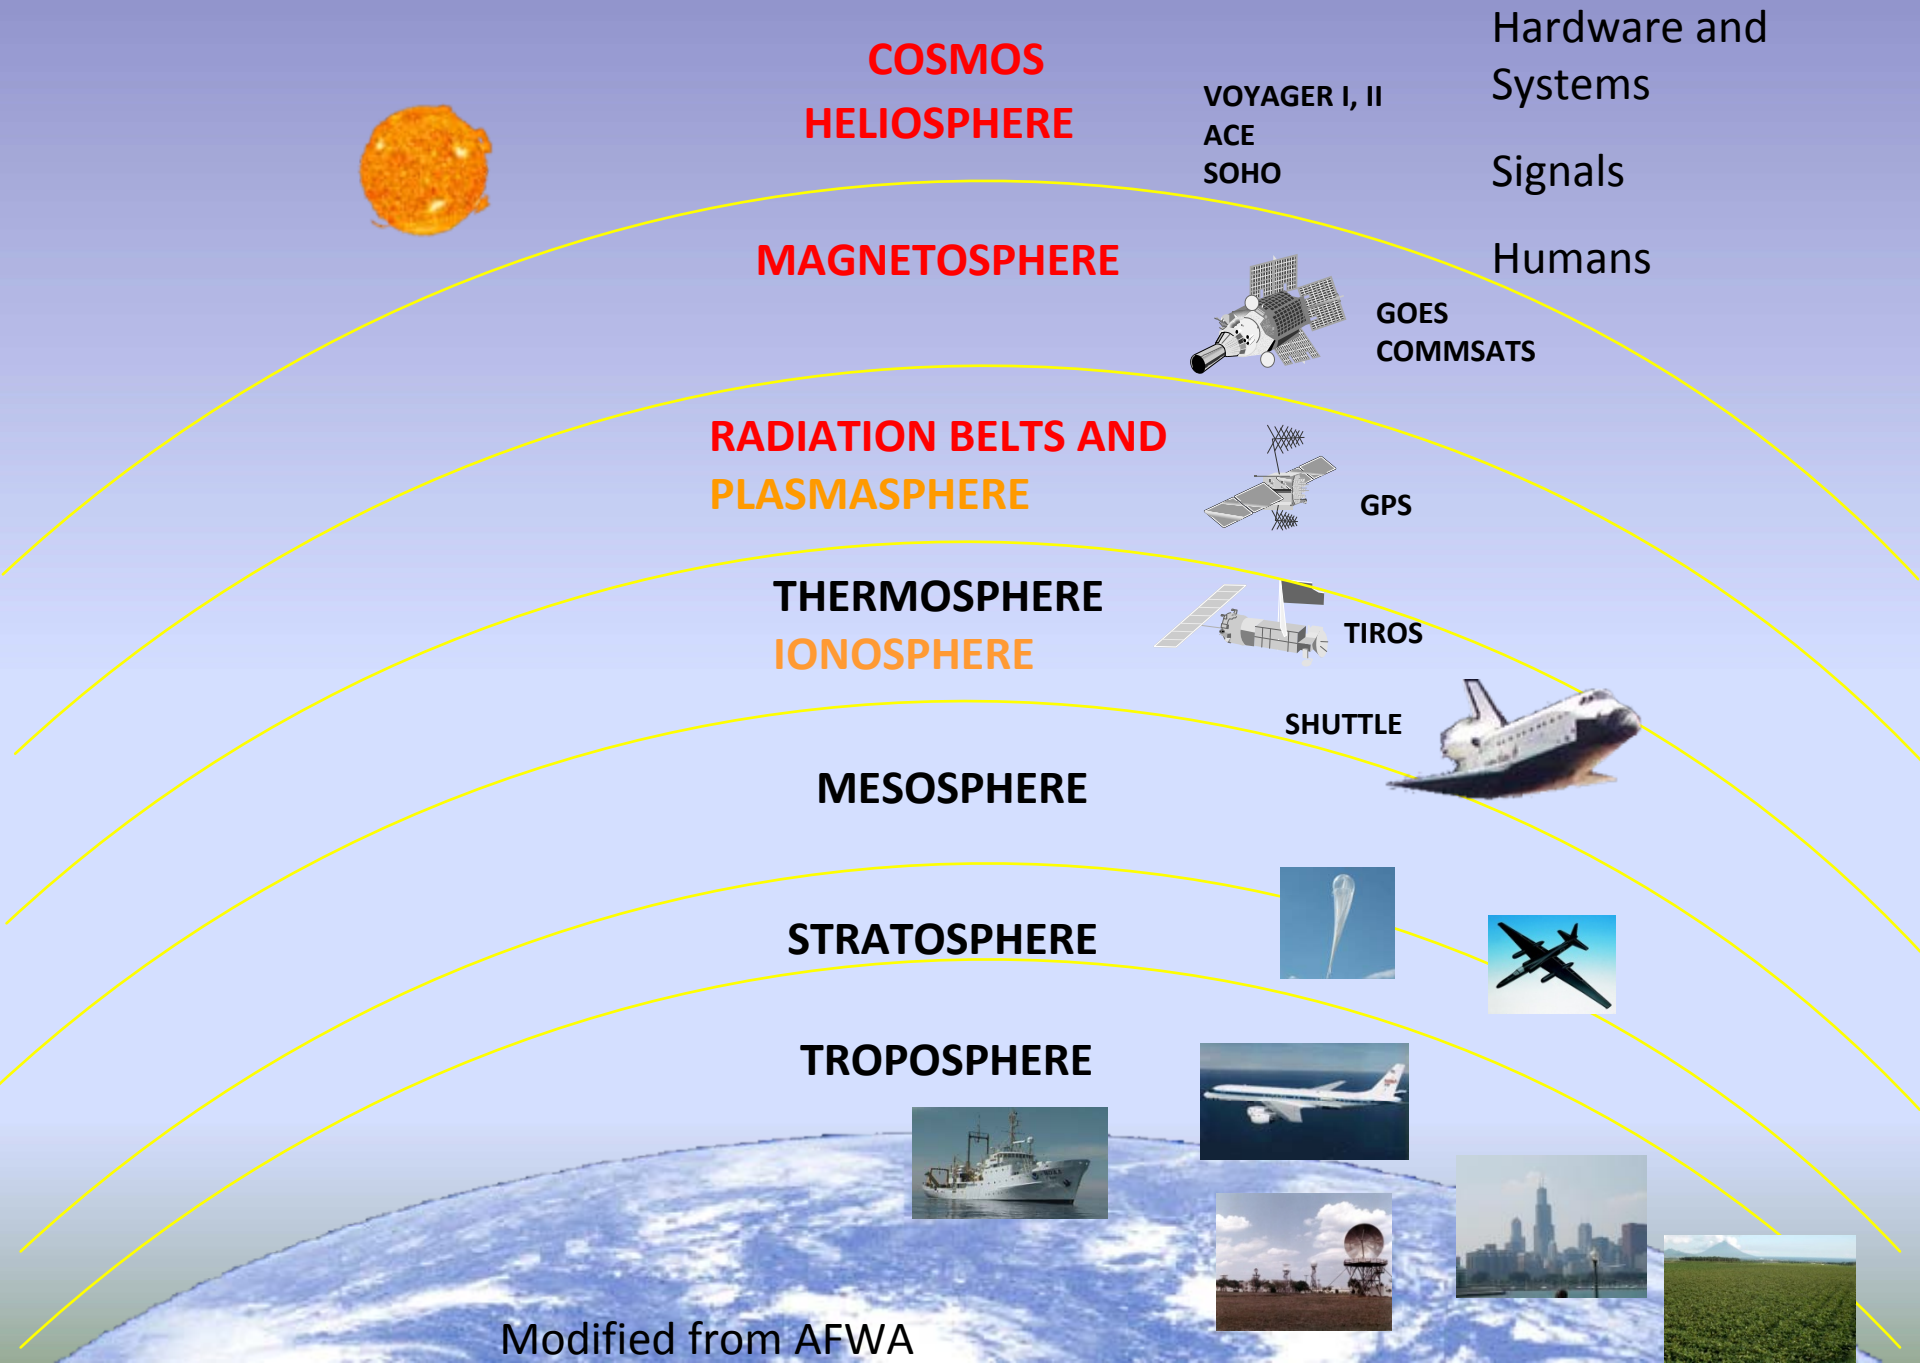 Hardware and
Systems
Signals
Humans
COSMOS
HELIOSPHERE
VOYAGER I, II
ACE
SOHO
MAGNETOSPHERE
GOES
COMMSATS
RADIATION BELTS AND
PLASMASPHERE
GPS
THERMOSPHERE
IONOSPHERE
TIROS
SHUTTLE
MESOSPHERE
STRATOSPHERE
TROPOSPHERE
Modified from AFWA